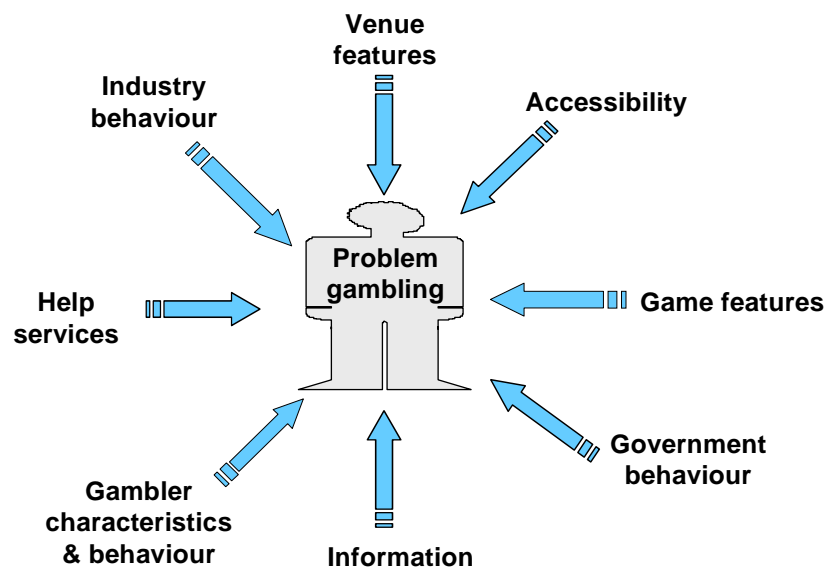 Venue
features
Industry
behaviour
Accessibility
Problem
gambling
Help
services
Game features
Gambler
characteristics
& behaviour
Government
behaviour
Information